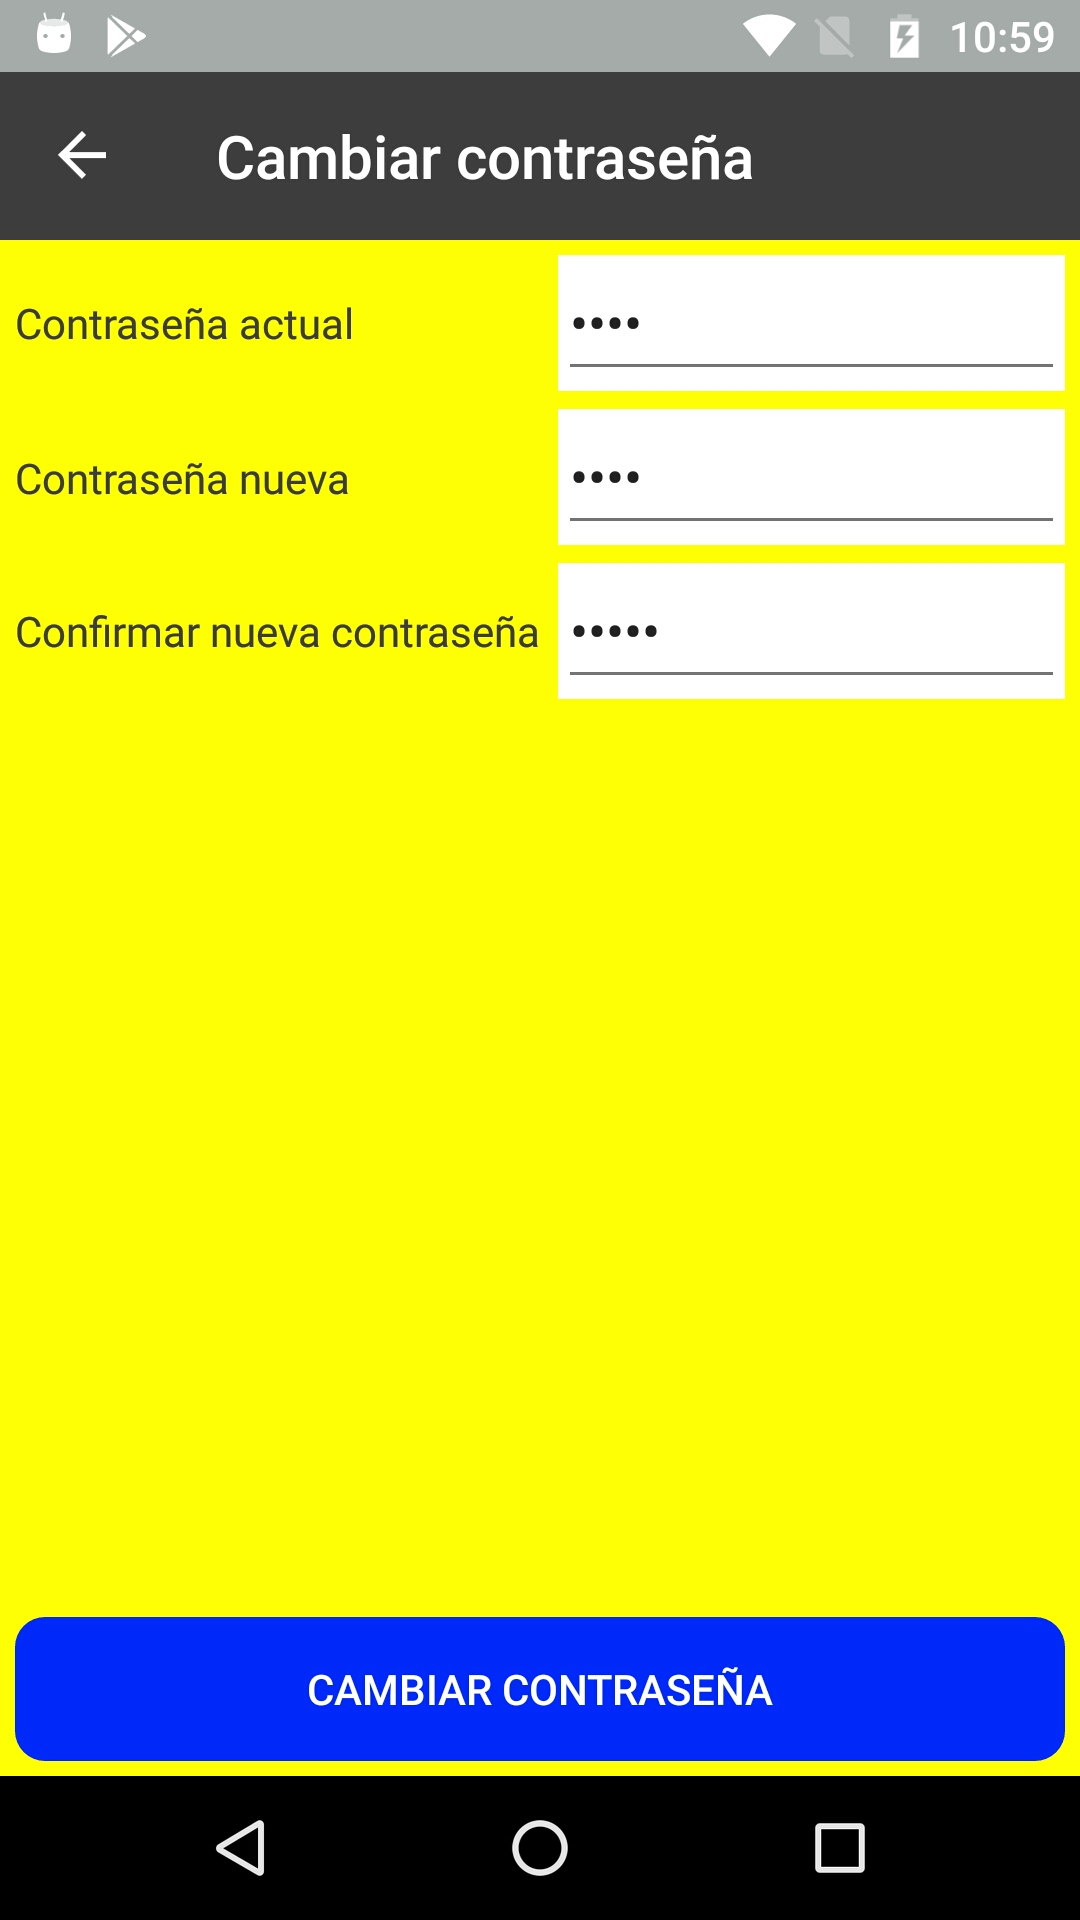 10:59
Cambiar contraseña
Contraseña actual
••••
Contraseña nueva
••••
Confirmar nueva contraseña
•••••
CAMBIAR CONTRASEÑA